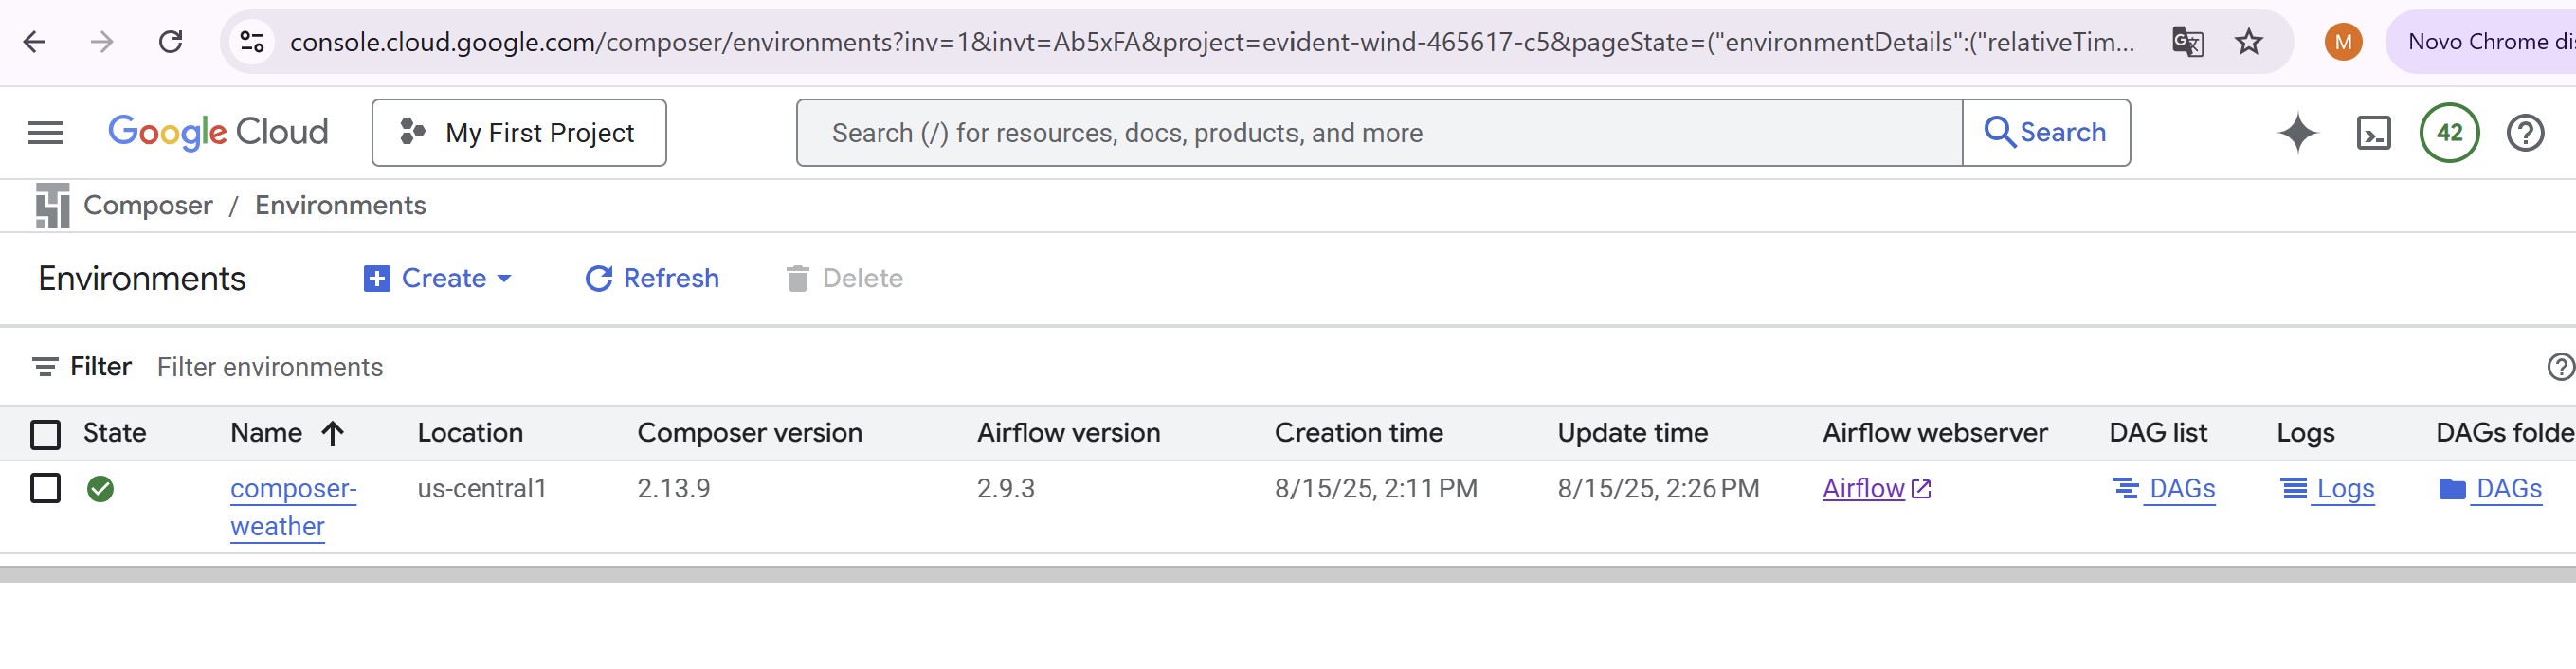 console.cloud.google.com/composer/environments?inv=1&invt=Ab5xFA&project=evident-wind-465617-c5&pageState=("environmentDetails":("relativeTim... M Novo Chrome di
Google Cloud My First Project Search (/) for resources, docs, products, and more Search 42
Composer / Environments
Environments Create Refresh Delete
Filter Filter environments
State Name Location Composer version Airflow version Creation time Update time Airflow webserver DAG list Logs DAGs folde
composer- us-central1 2.13.9 2.9.3 8/15/25, 2:11 PM 8/15/25, 2:26 PM Airflow DAGs Logs DAGs
weather